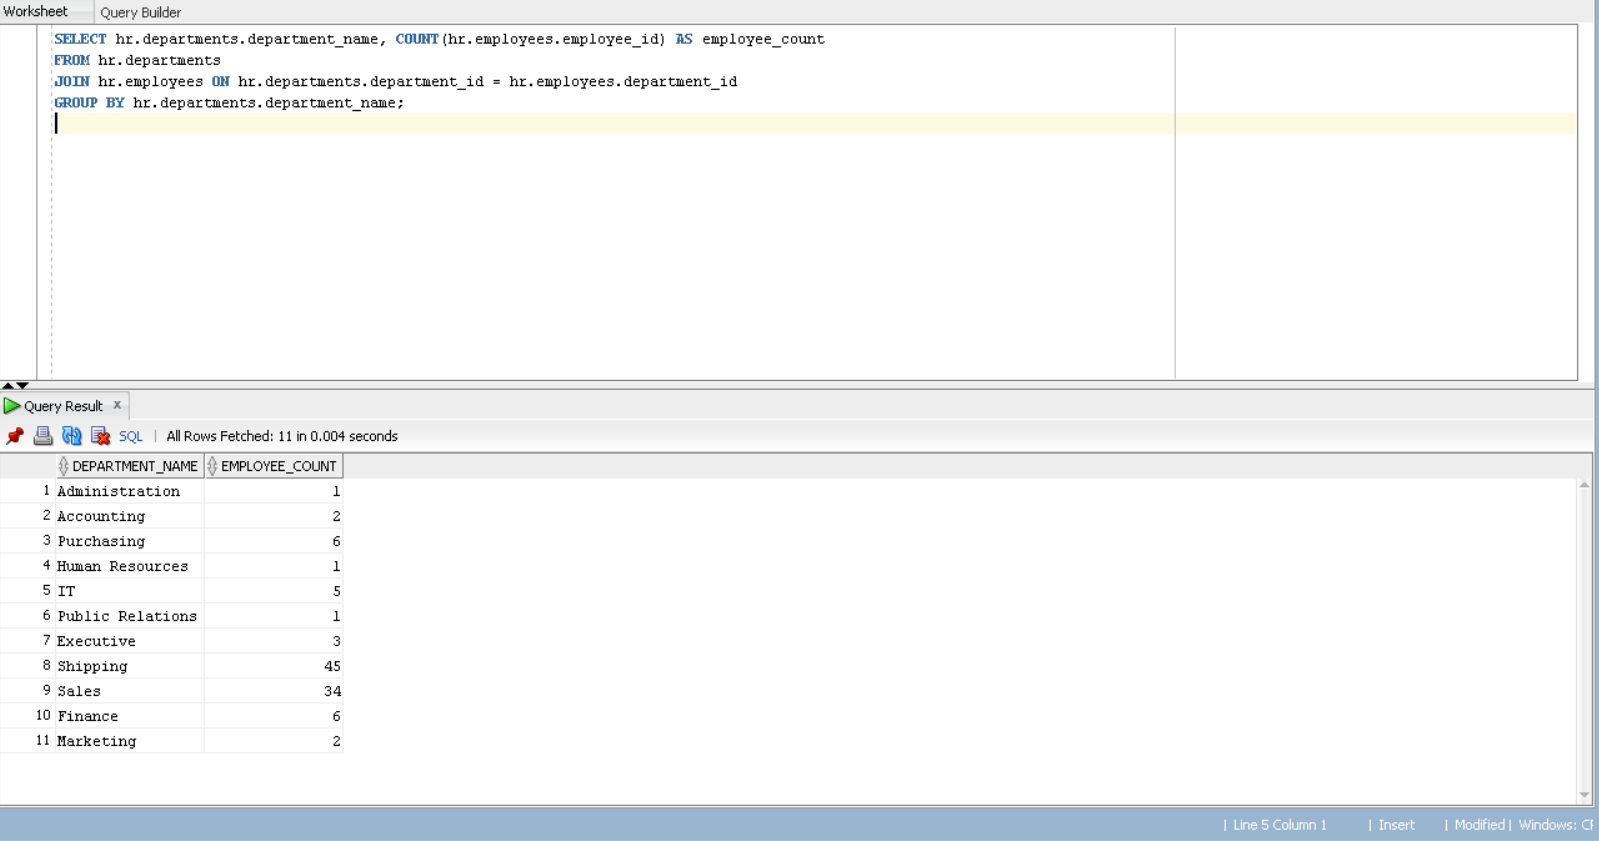 Worksheet Query Builder
SELECT hr.departments.department_name, COUNT(hr.employees.employee_id) AS employee_count
FROM hr.departments
JOIN hr.employees ON hr.departments.department_id = hr.employees.department_id
GROUP BY hr.departments.department_name;
Query Result x
SQL | All Rows Fetched: 11 in 0.004 seconds
DEPARTMENT_NAME EMPLOYEE_COUNT
1 Administration 1
2 Accounting 2
3 Purchasing 6
4 Human Resources 1
5 IT 5
6 Public Relations 1
7 Executive 3
8 Shipping 45
9 Sales 34
10 Finance 6
11 Marketing 2
| Line 5 Column 1 | Insert | Modified | Windows: CF